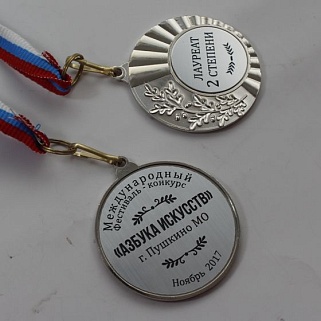 ЛАУРЕАТ
2 СТЕПЕНИ
Международный
Фестиваль - конкурс
«АЗБУКА ИСКУССТВ»
г. Пушкино МО
Ноябрь 2017